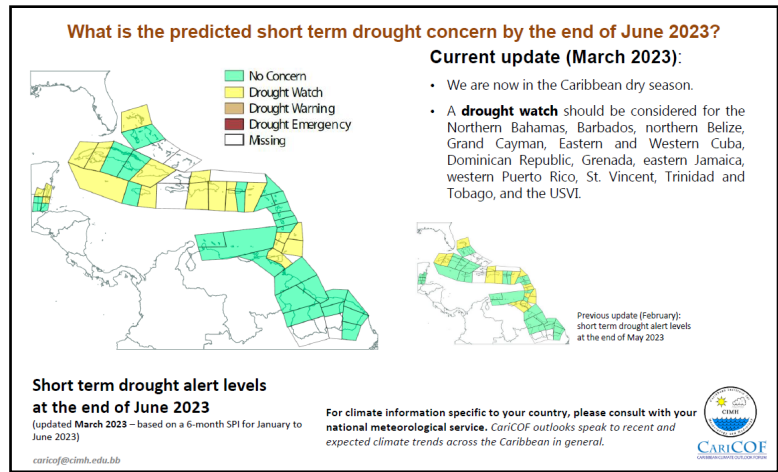 What is the predicted short term drought concern by the end of June 2023?
No Concern
Drought Watch
Drought Warning
Drought Emergency
Missing
Current update (March 2023):
• We are now in the Caribbean dry season.
• A drought watch should be considered for the
Northern Bahamas, Barbados, northern Belize,
Grand Cayman, Eastern and Western Cuba,
Dominican Republic, Grenada, eastern Jamaica,
western Puerto Rico, St. Vincent, Trinidad and
Tobago, and the USVI.
Previous update (February):
short term drought alert levels
at the end of May 2023
Short term drought alert levels
at the end of June 2023
(updated March 2023 – based on a 6-month SPI for January to
June 2023)
caricof@cimh.edu.bb
For climate information specific to your country, please consult with your
national meteorological service. CariCOF outlooks speak to recent and
expected climate trends across the Caribbean in general.
CIMH
CARICOF
CARIBBEAN CLIMATE OUTLOOK FORUM